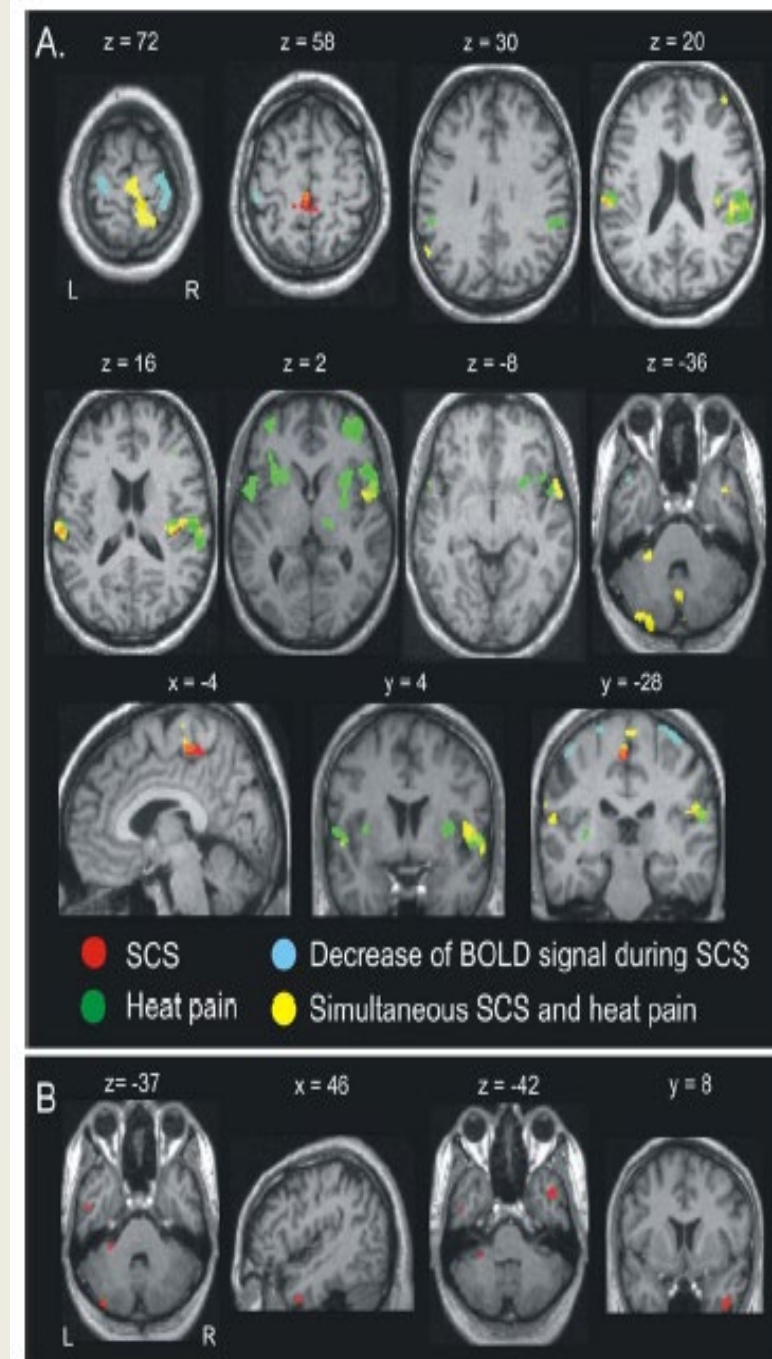 A.
z = 72 z = 58 z = 30 z = 20
L R
z = 16 z = 2 z = -8 z = -36
x = -4 y = 4 y = -28
SCS Decrease of BOLD signal during SCS
Heat pain Simultaneous SCS and heat pain
B
z= -37 x = 46 z = -42 y = 8
L R